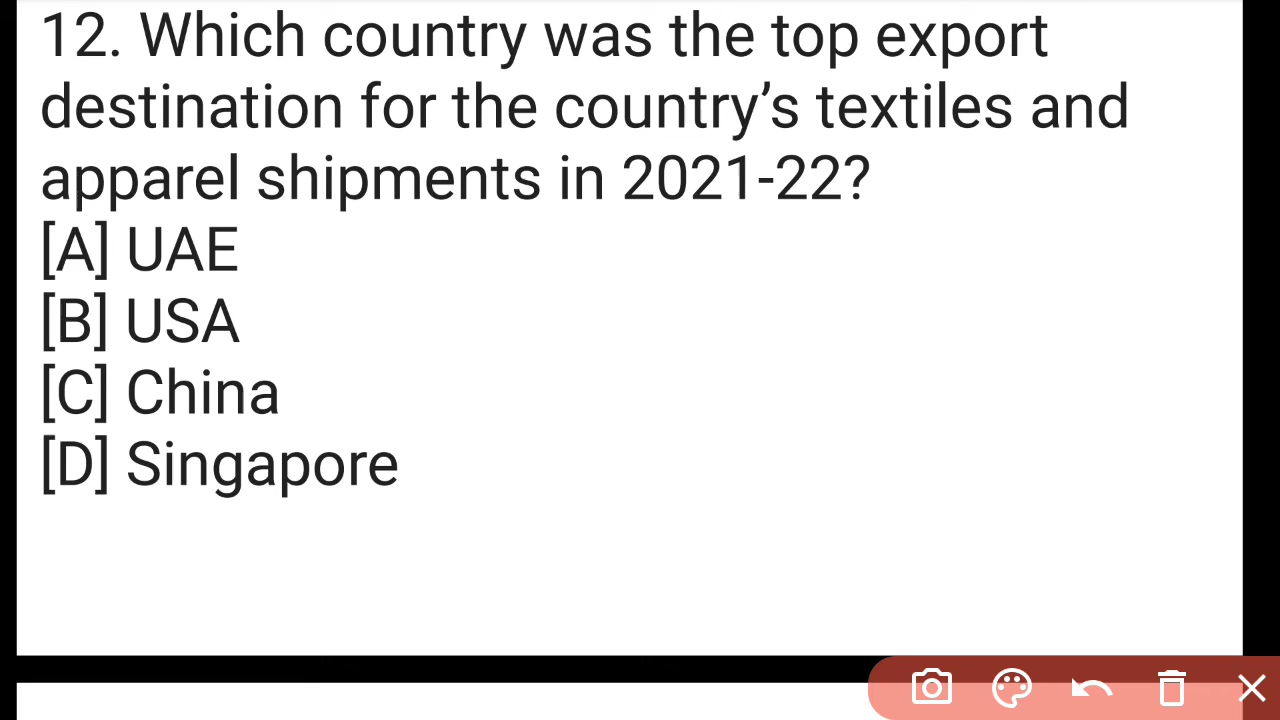 12. Which country was the top export
destination for the country’s textiles and
apparel shipments in 2021-22?
[A] UAE
[B] USA
[C] China
[D] Singapore